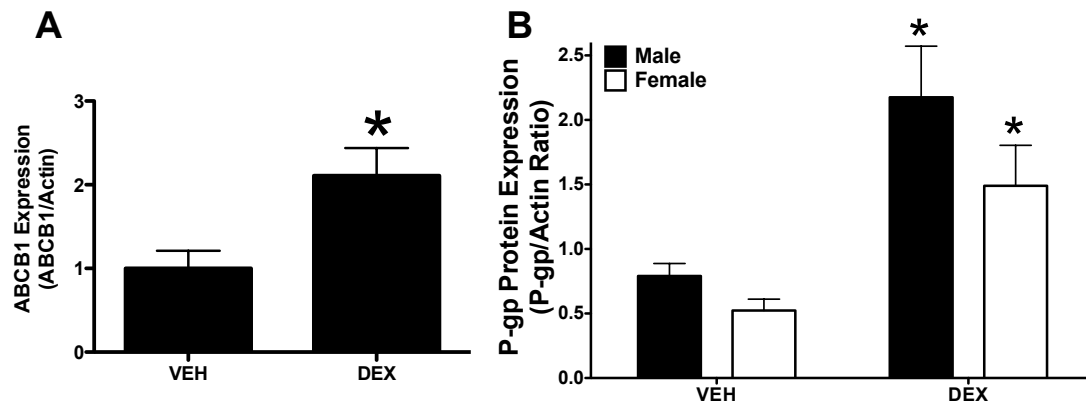 A
ABCB1 Expression
(ABCB1/Actin)
3
2
1
0
*
VEH
DEX
B
P-gp Protein Expression
(P-gp/Actin Ratio)
2.5
2.0
1.5
1.0
0.5
0.0
Male
Female
*
*
VEH
DEX